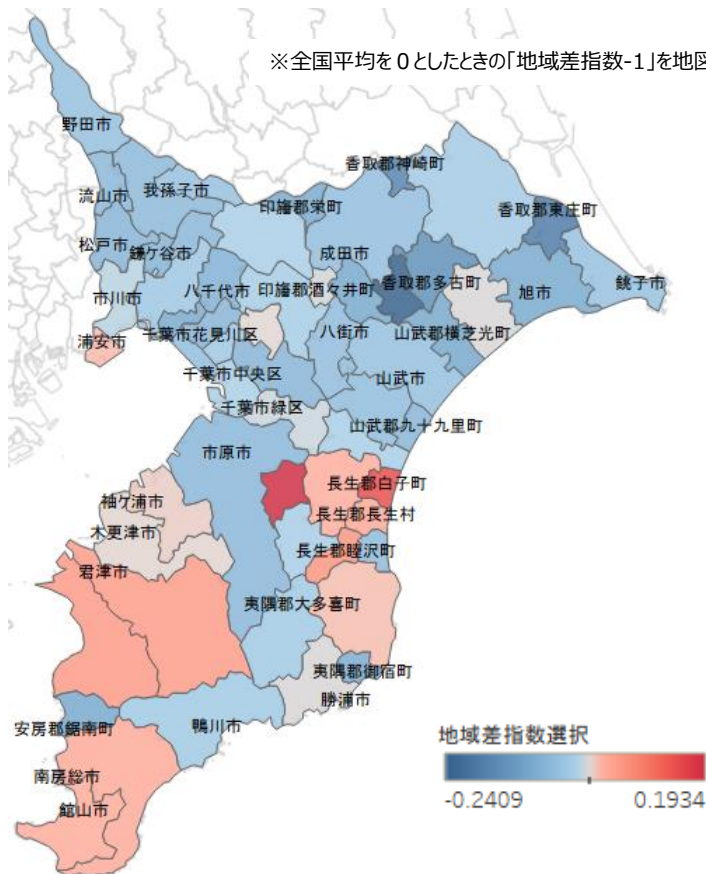 ※全国平均を0としたときの「地域差指数-1」を地図
野田市
香取郡神崎町
流山市
我孫子市
印旛郡栄町
香取郡東庄町
松戸市
鎌ケ谷市
成田市
市川市
八千代市
印旛郡酒々井町
香取郡多古町
旭市
銚子市
浦安市
千葉市花見川区
八街市
山武郡横芝光町
千葉市中央区
山武市
千葉市緑区
山武郡九十九里町
市原市
長生郡白子町
袖ケ浦市
長生郡長生村
木更津市
長生郡睦沢町
君津市
夷隅郡大多喜町
夷隅郡御宿町
勝浦市
安房郡鋸南町
鴨川市
南房総市
館山市
地域差指数選択
-0.2409
0.1934